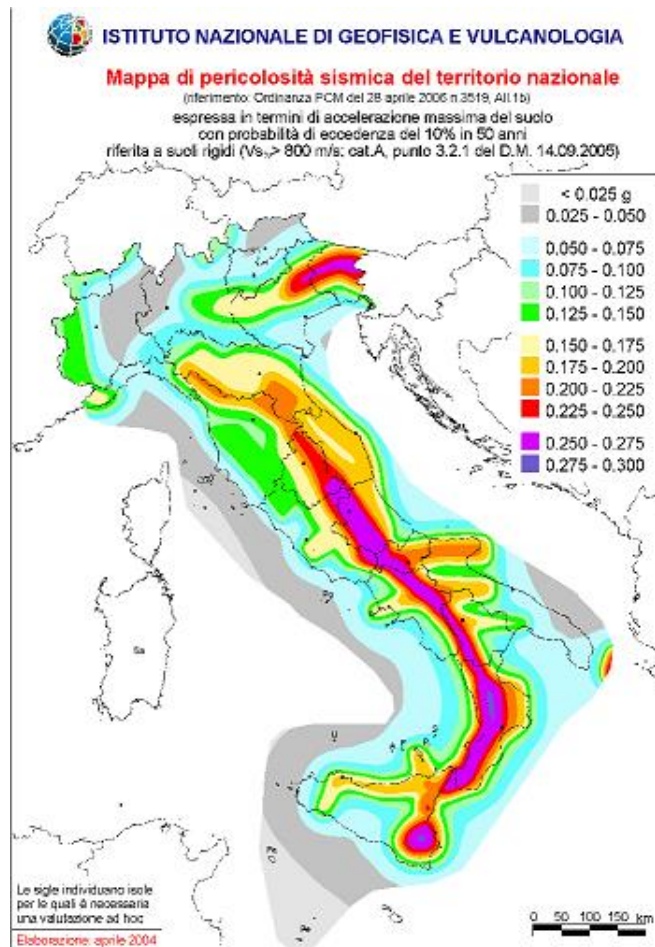 ISTITUTO NAZIONALE DI GEOFISICA E VULCANOLOGIA
Mappa di pericolosità sismica del territorio nazionale
(riferimento: Ordinanza PCM del 28 aprile 2006 n.3519, All.1b)
espressa in termini di accelerazione massima del suolo
con probabilità di eccedenza del 10% in 50 anni
riferita a suoli rigidi (Vs₃₀> 800 m/s; cat.A, punto 3.2.1 del D.M. 14.09.2005)
< 0.025 g
0.025 - 0.050
0.050 - 0.075
0.075 - 0.100
0.100 - 0.125
0.125 - 0.150
0.150 - 0.175
0.175 - 0.200
0.200 - 0.225
0.225 - 0.250
0.250 - 0.275
0.275 - 0.300
Le sigle individuano isole
per le quali è necessaria
una valutazione ad hoc
Elaborazione: aprile 2004
0 50 100 150 km